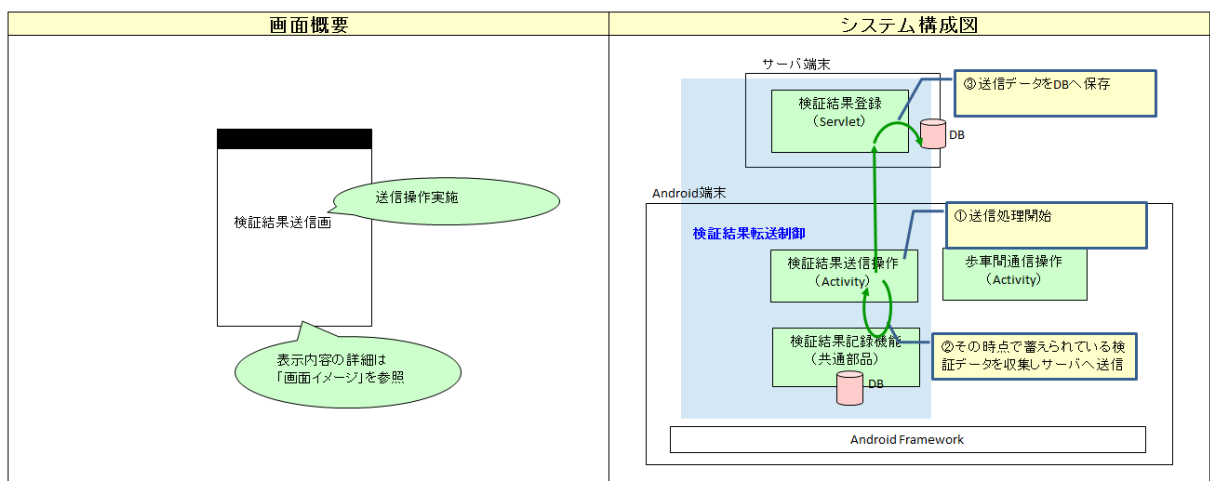 画面概要
検証結果送信画
送信操作実施
表示内容の詳細は
「画面イメージ」を参照
システム構成図
サーバ端末
検証結果登録
(Servlet)
DB
③送信データをDBへ保存
Android端末
検証結果転送制御
①送信処理開始
検証結果送信操作
(Activity)
歩車間通信操作
(Activity)
検証結果記録機能
(共通部品)
DB
②その時点で蓄えられている検
証データを収集しサーバへ送信
Android Framework